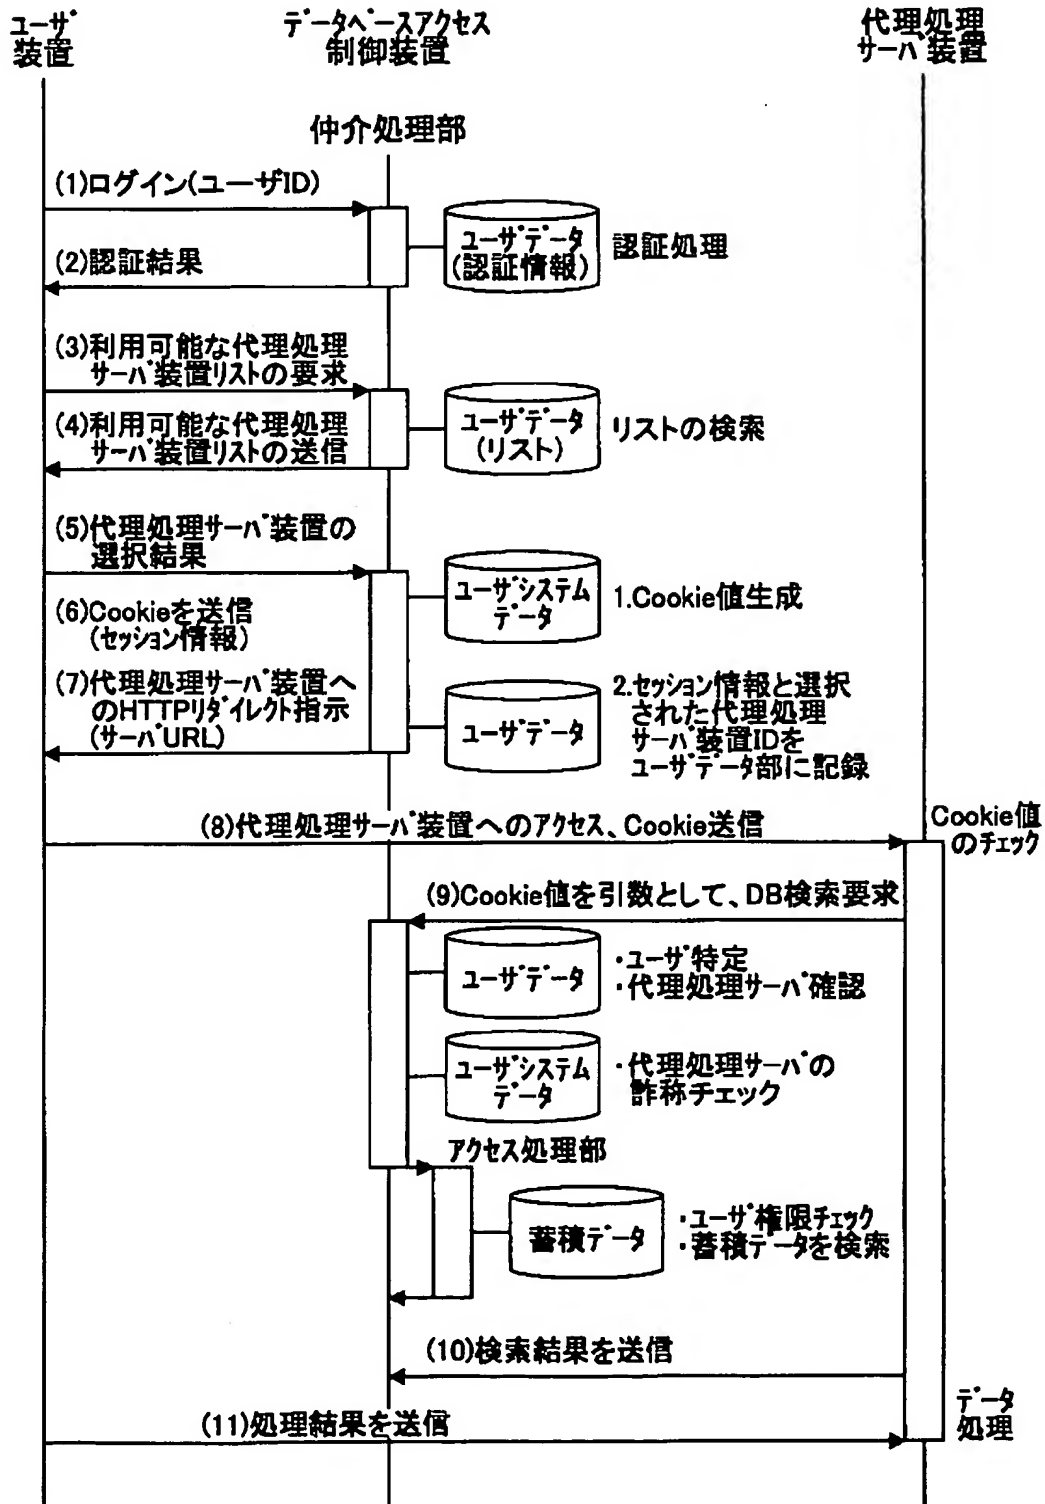 ユーザ
装置
データベースアクセス
制御装置
代理処理
サーバ装置
仲介処理部
(1)ログイン(ユーザID)
ユーザデータ
(認証情報)
認証処理
(2)認証結果
(3)利用可能な代理処理
サーバ装置リストの要求
(4)利用可能な代理処理
サーバ装置リストの送信
ユーザデータ
(リスト)
リストの検索
(5)代理処理サーバ装置の
選択結果
(6)Cookieを送信
(セッション情報)
ユーザシステム
データ
1.Cookie値生成
(7)代理処理サーバ装置へ
のHTTPリダイレクト指示
(サーバURL)
ユーザデータ
2.セッション情報と選択
された代理処理
サーバ装置IDを
ユーザデータ部に記録
(8)代理処理サーバ装置へのアクセス、Cookie送信
Cookie値
のチェック
(9)Cookie値を引数として、DB検索要求
ユーザデータ
・ユーザ特定
・代理処理サーバ確認
ユーザシステム
データ
・代理処理サーバの
詐称チェック
アクセス処理部
蓄積データ
・ユーザ権限チェック
・蓄積データを検索
(10)検索結果を送信
(11)処理結果を送信
データ
処理